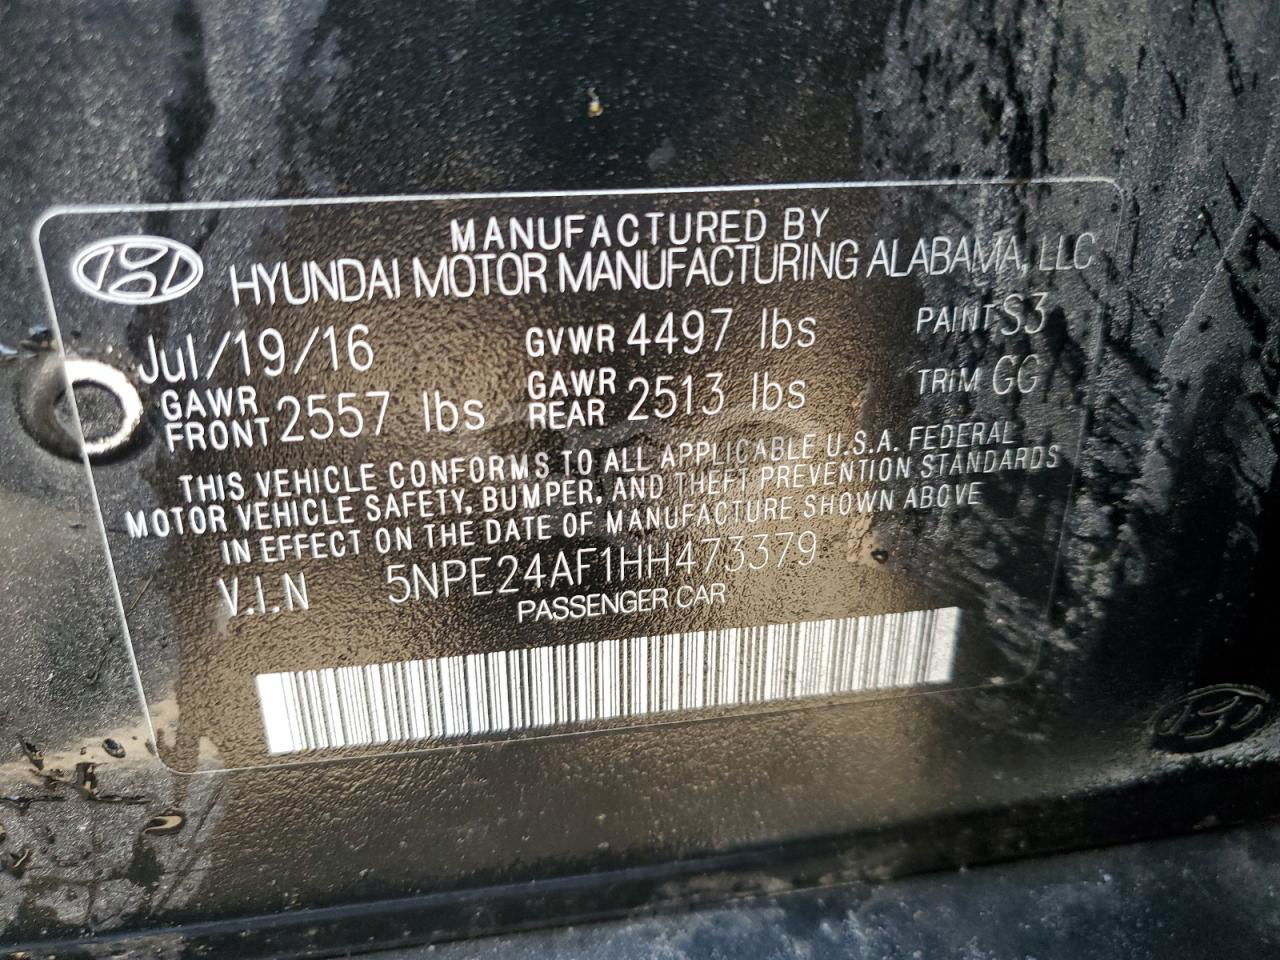 MANUFACTURED BY
HYUNDAI MOTOR MANUFACTURING ALABAMA, LLC
Jul/19/16 GVWR 4497 lbs PAINT S3
GAWR FRONT 2557 lbs GAWR REAR 2513 lbs TRIM GG
THIS VEHICLE CONFORMS TO ALL APPLICABLE U.S.A. FEDERAL
MOTOR VEHICLE SAFETY, BUMPER, AND THEFT PREVENTION STANDARDS
IN EFFECT ON THE DATE OF MANUFACTURE SHOWN ABOVE
V.I.N 5NPE24AF1HH473379
PASSENGER CAR